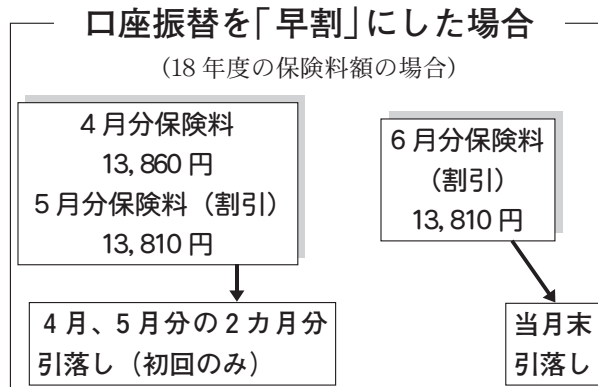 口座振替を「早割」にした場合
(18年度の保険料額の場合)
4月分保険料
13,860円
5月分保険料(割引)
13,810円
6月分保険料
(割引)
13,810円
4月、5月分の2カ月分
引落し(初回のみ)
当月末
引落し